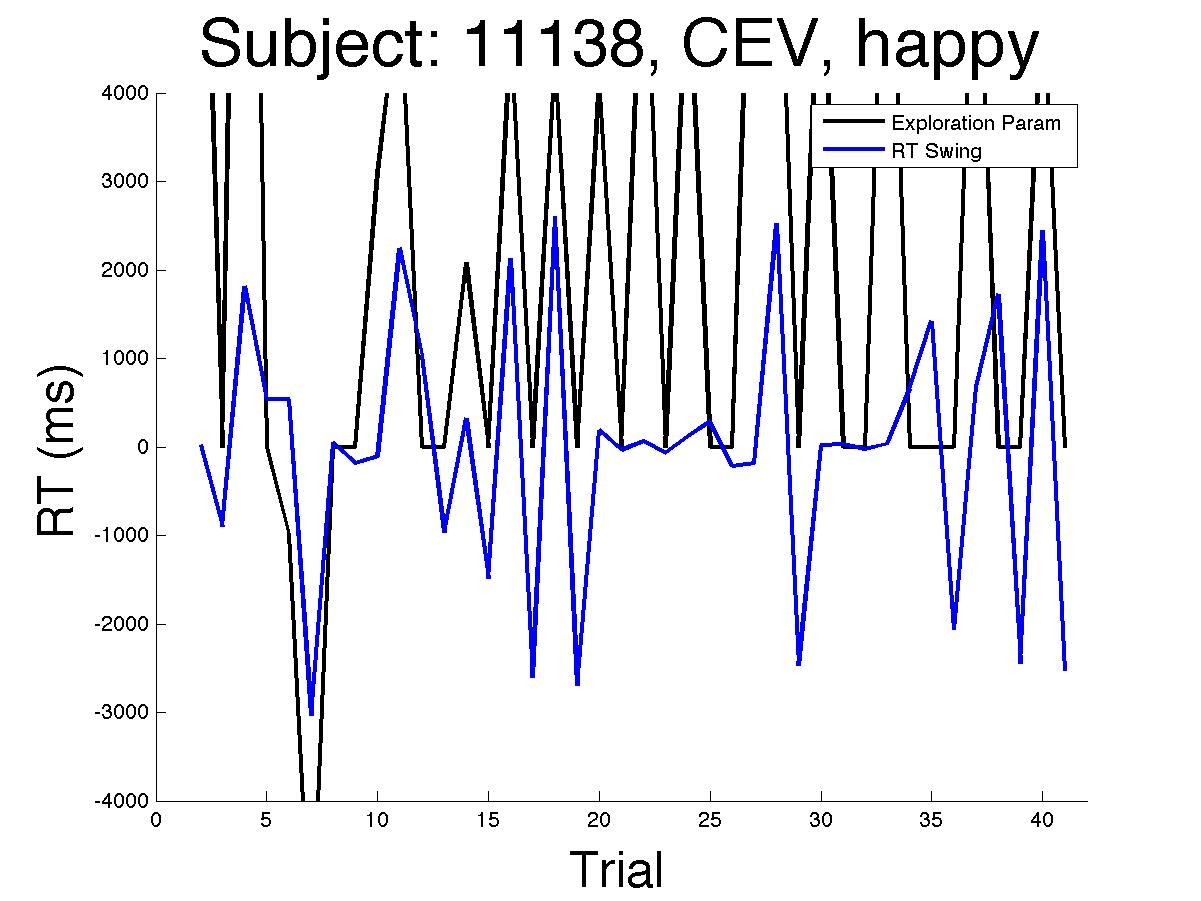 Subject: 11138, CEV, happy
Exploration Param
RT Swing
4000
3000
2000
1000
0
-1000
-2000
-3000
-4000
RT (ms)
0 5 10 15 20 25 30 35 40
Trial